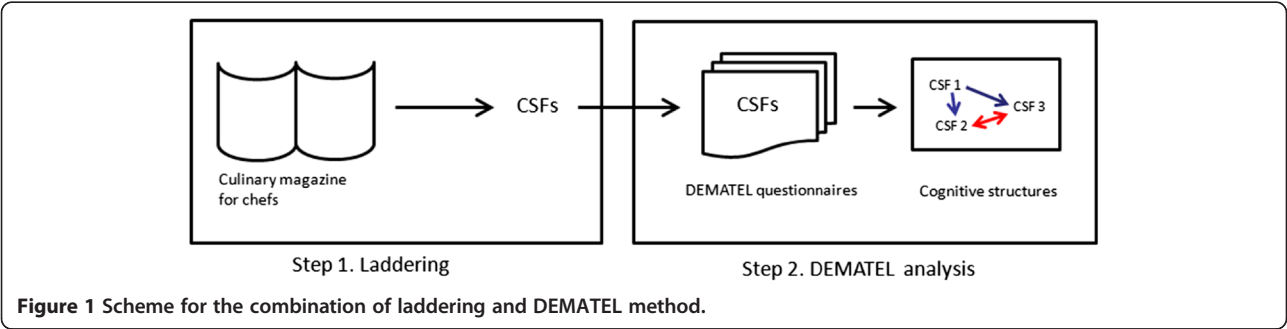 Culinary magazine
for chefs
CSFs
Step 1. Laddering
CSFs
DEMATEL questionnaires
CSF 1
CSF 2
CSF 3
Cognitive structures
Step 2. DEMATEL analysis
Figure 1 Scheme for the combination of laddering and DEMATEL method.